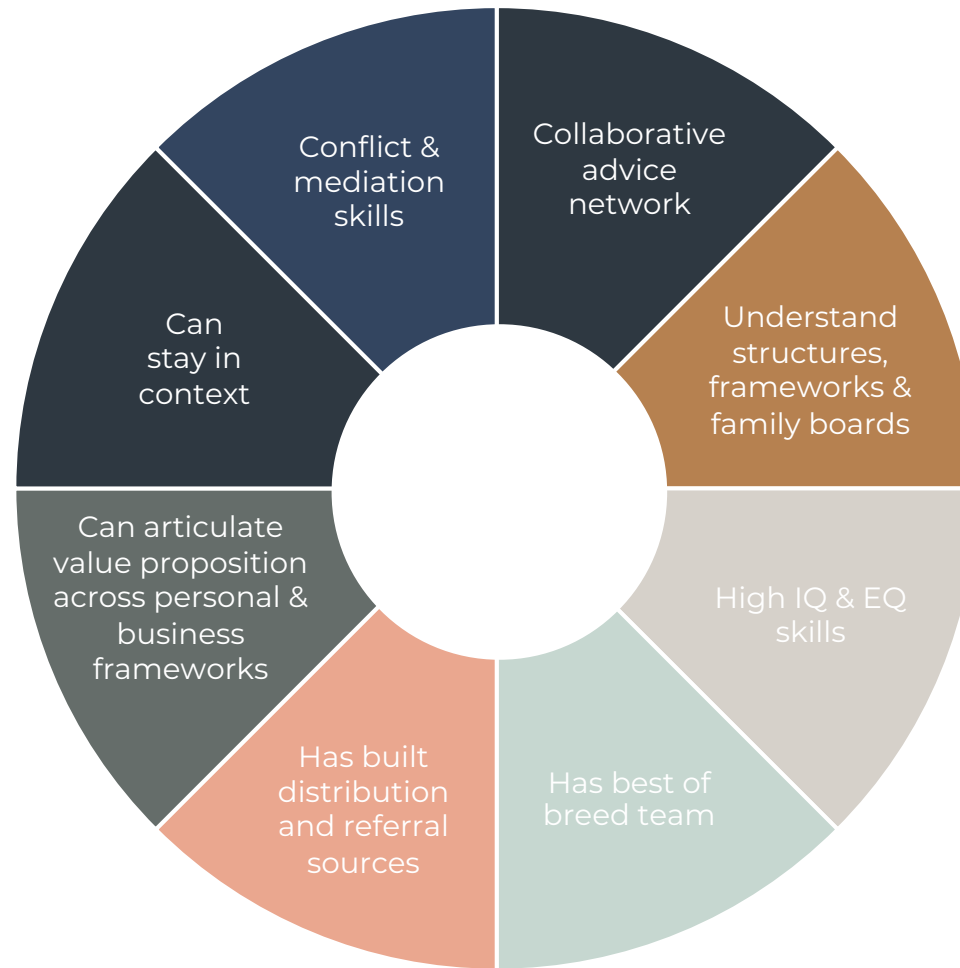 Collaborative
advice
network
Understand
structures,
frameworks &
family boards
High IQ & EQ
skills
Has best of
breed team
Has built
distribution
and referral
sources
Can articulate
value proposition
across personal &
business
frameworks
Can
stay in
context
Conflict &
mediation
skills